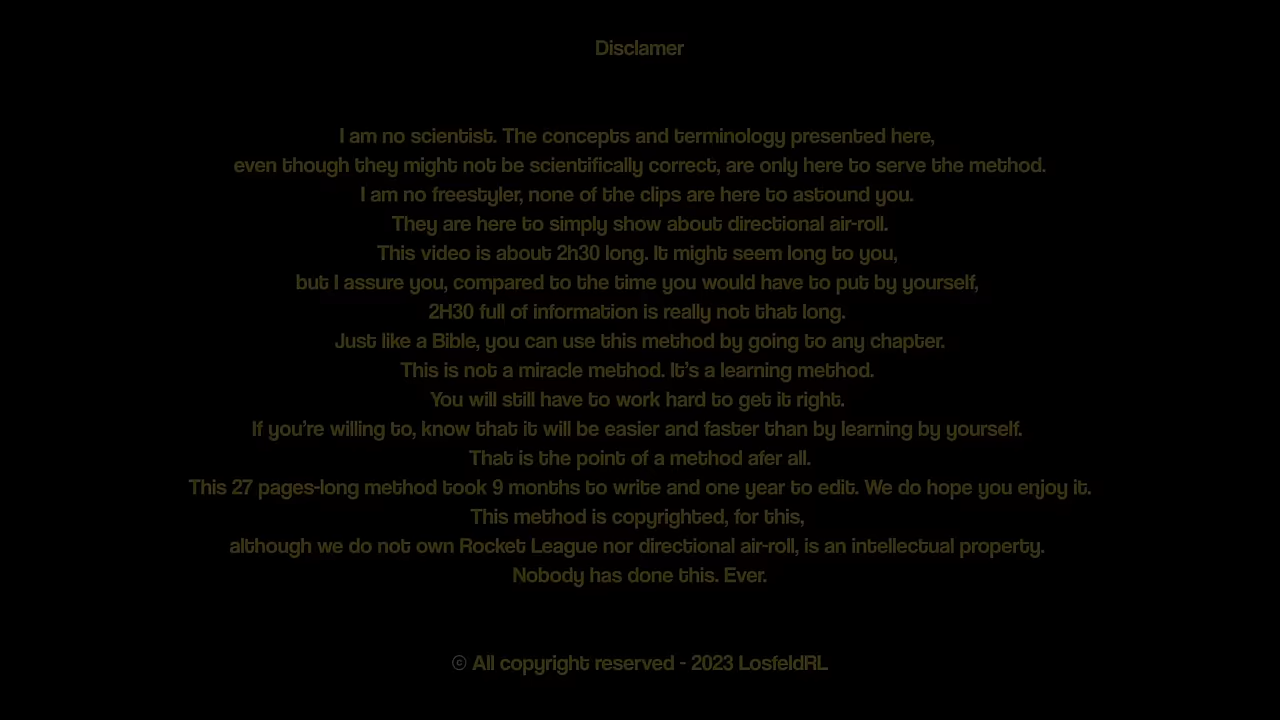 Disclamer
I am no scientist. The concepts and terminology presented here,
even though they might not be scientifically correct, are only here to serve the method.
I am no freestyler, none of the clips are here to astound you.
They are here to simply show about directional air-roll.
This video is about 2h30 long. It might seem long to you,
but I assure you, compared to the time you would have to put by yourself,
2H30 full of information is really not that long.
Just like a Bible, you can use this method by going to any chapter.
This is not a miracle method. It's a learning method.
You will still have to work hard to get it right.
If you're willing to, know that it will be easier and faster than by learning by yourself.
That is the point of a method afer all.
This 27 pages-long method took 9 months to write and one year to edit. We do hope you enjoy it.
This method is copyrighted, for this,
although we do not own Rocket League nor directional air-roll, is an intellectual property.
Nobody has done this. Ever.
© All copyright reserved - 2023 LosfeldRL